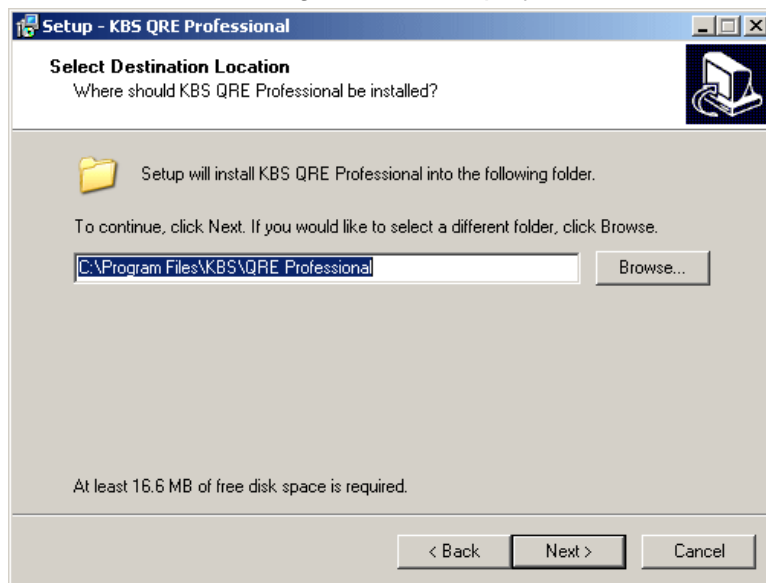 Setup - KBS QRE Professional
Select Destination Location
Where should KBS QRE Professional be installed?
Setup will install KBS QRE Professional into the following folder.
To continue, click Next. If you would like to select a different folder, click Browse.
C:\Program Files\KBS\QRE Professional
Browse...
At least 16.6 MB of free disk space is required.
< Back
Next >
Cancel